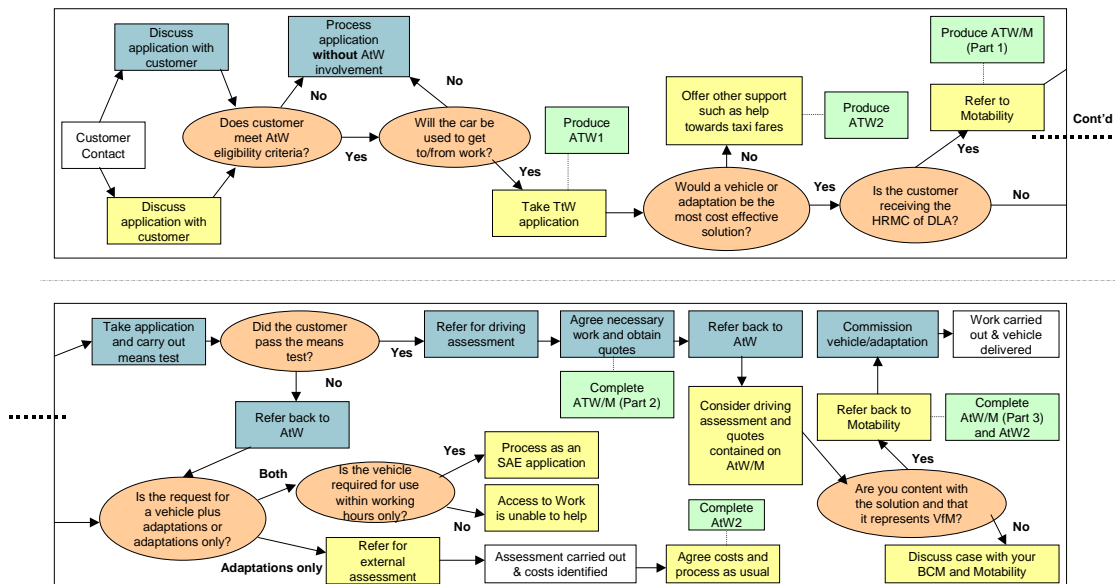 Discuss
application with
customer
Process
application
without AtW
involvement
Produce ATW/M
(Part 1)
Customer
Contact
Does customer
meet AtW
eligibility criteria?
No
Yes
Will the car be
used to get
to/from work?
No
Yes
Produce
ATW1
Offer other support
such as help
towards taxi fares
Produce
ATW2
Refer to
Motability
Cont'd
Discuss
application with
customer
Take TtW
application
No
Would a vehicle or
adaptation be the
most cost effective
solution?
Yes
Yes
Is the customer
receiving the
HRMC of DLA?
No
Take application
and carry out
means test
Did the customer
pass the means
test?
Yes
No
Refer for driving
assessment
Agree necessary
work and obtain
quotes
Refer back to
AtW
Commission
vehicle/adaptation
Work carried
out & vehicle
delivered
Refer back to
AtW
Complete
ATW/M (Part 2)
Consider driving
assessment and
quotes
contained on
AtW/M
Refer back to
Motability
Complete
AtW/M (Part 3)
and AtW2
Is the request for
a vehicle plus
adaptations or
adaptations only?
Both
Is the vehicle
required for use
within working
hours only?
Yes
Process as an
SAE application
No
Access to Work
is unable to help
Yes
Are you content with
the solution and that
it represents VfM?
No
Complete
AtW2
Adaptations only
Refer for
external
assessment
Assessment carried out
& costs identified
Agree costs and
process as usual
Discuss case with your
BCM and Motability